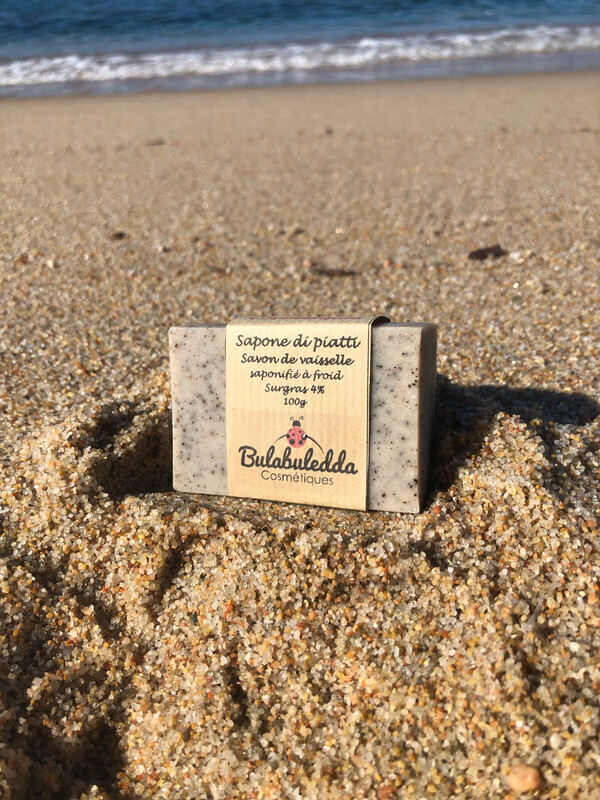 Sapone di piatti
Savon de vaisselle
saponifié à froid
Surgras 4%
100g
Bulabuledda
Cosmétiques